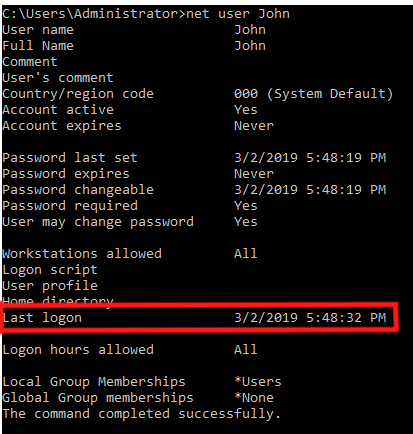 C:\Users\Administrator>net user John
User name John
Full Name John
Comment
User's comment
Country/region code 000 (System Default)
Account active Yes
Account expires Never
Password last set 3/2/2019 5:48:19 PM
Password expires Never
Password changeable 3/2/2019 5:48:19 PM
Password required Yes
User may change password Yes
Workstations allowed All
Logon script
User profile
Home directory
Last logon 3/2/2019 5:48:32 PM
Logon hours allowed All
Local Group Memberships *Users
Global Group memberships *None
The command completed successfully.